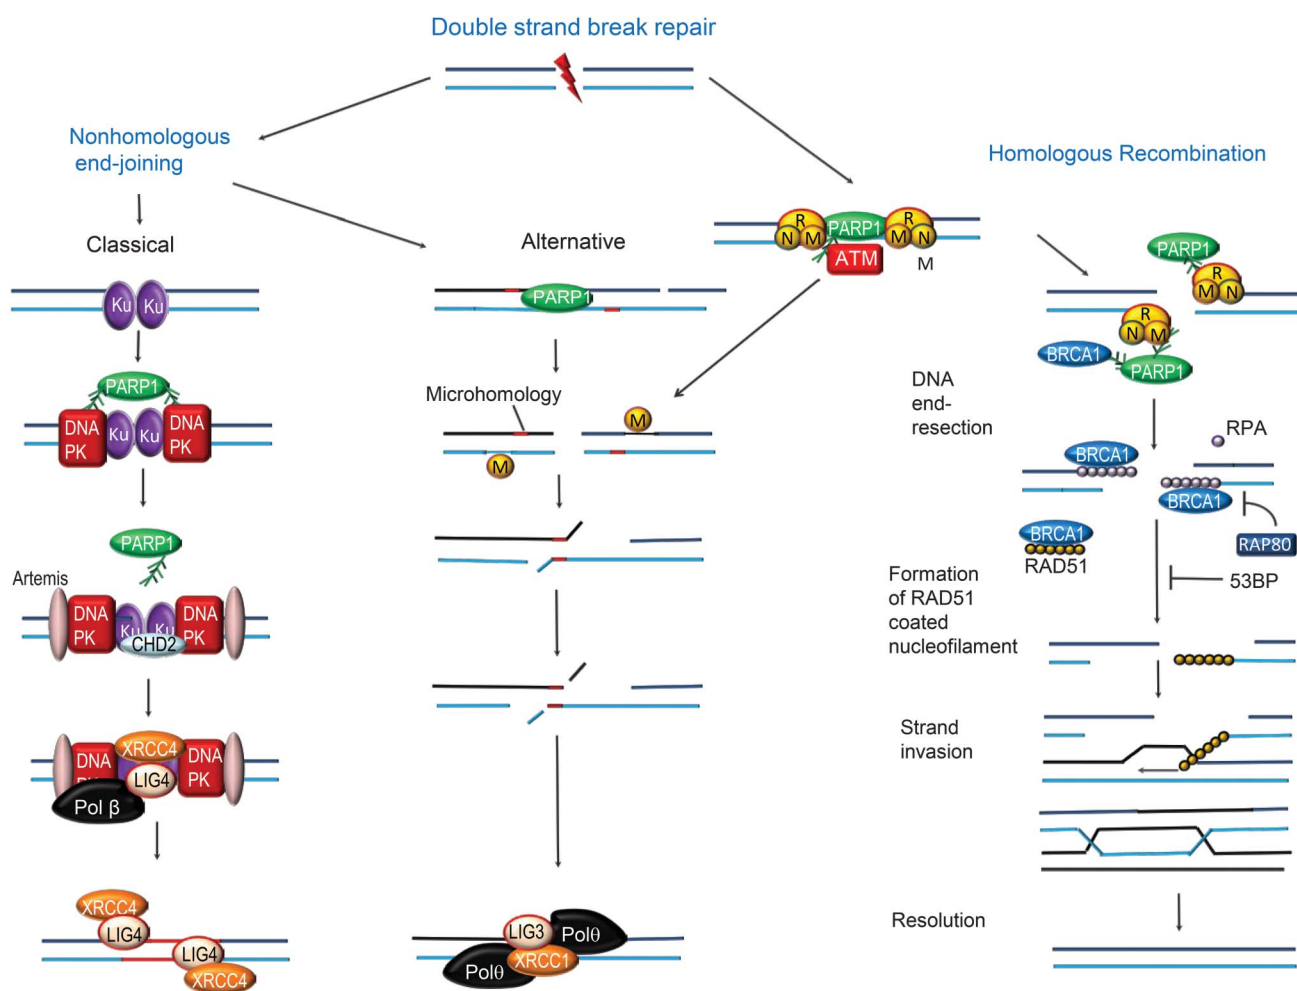 Double strand break repair
Nonhomologous
end-joining
Homologous Recombination
Classical
Alternative
R
N
M
PARP1
R
M
N
ATM
M
PARP1
R
M
N
Ku
Ku
PARP1
R
N
M
BRCA1
PARP1
DNA
end-
resection
PARP1
DNA
PK
Ku
Ku
DNA
PK
Microhomology
M
M
RPA
BRCA1
BRCA1
RAP80
BRCA1
RAD51
53BP
PARP1
Artemis
DNA
PK
Ku
Ku
DNA
PK
CHD2
Formation
of RAD51
coated
nucleofilament
Strand
invasion
XRCC4
DNA
PK
LIG4
DNA
PK
Pol β
XRCC4
LIG4
LIG4
XRCC4
LIG3
Polθ
Polθ
XRCC1
Resolution